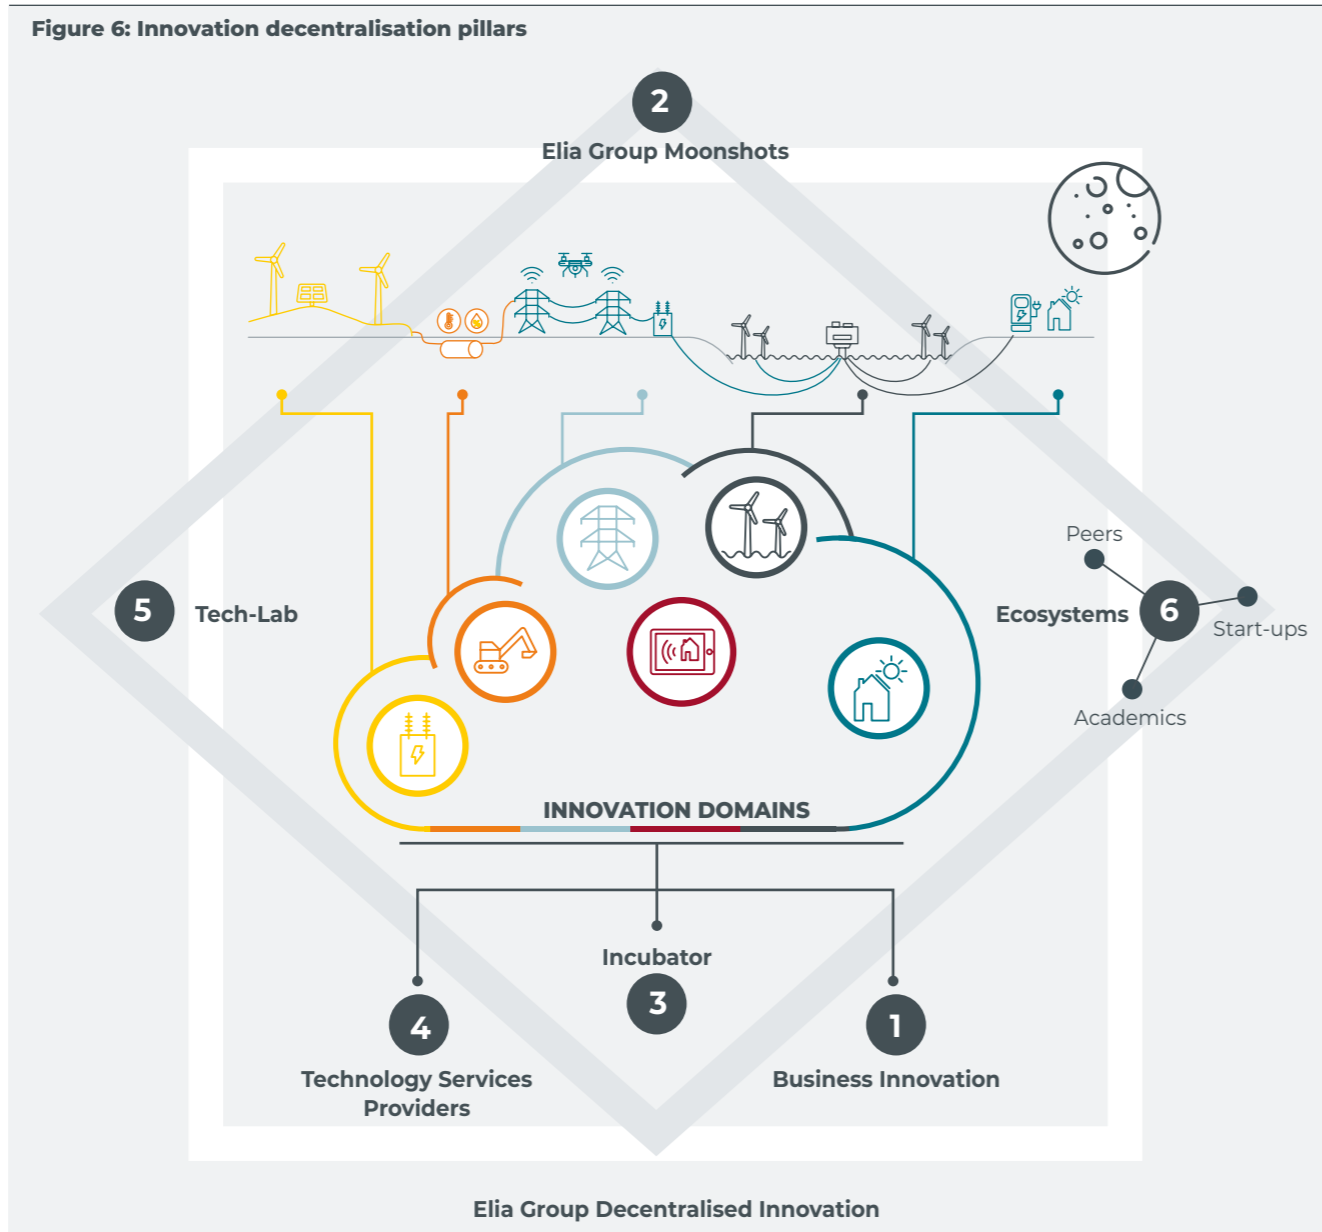 Figure 6: Innovation decentralisation pillars
2
Elia Group Moonshots
Peers
5
Tech-Lab
Ecosystems
6
Start-ups
Academics
INNOVATION DOMAINS
Incubator
3
4
1
Technology Services
Providers
Business Innovation
Elia Group Decentralised Innovation